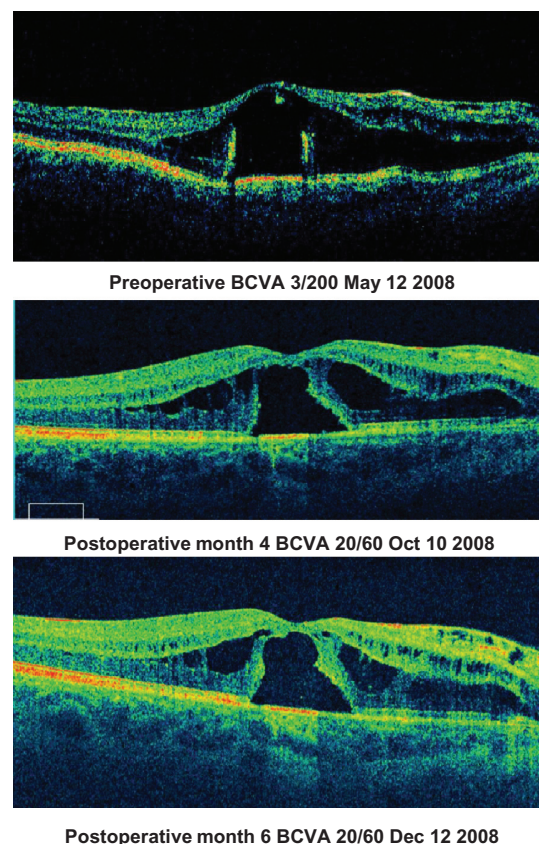 Preoperative BCVA 3/200 May 12 2008
Postoperative month 4 BCVA 20/60 Oct 10 2008
Postoperative month 6 BCVA 20/60 Dec 12 2008